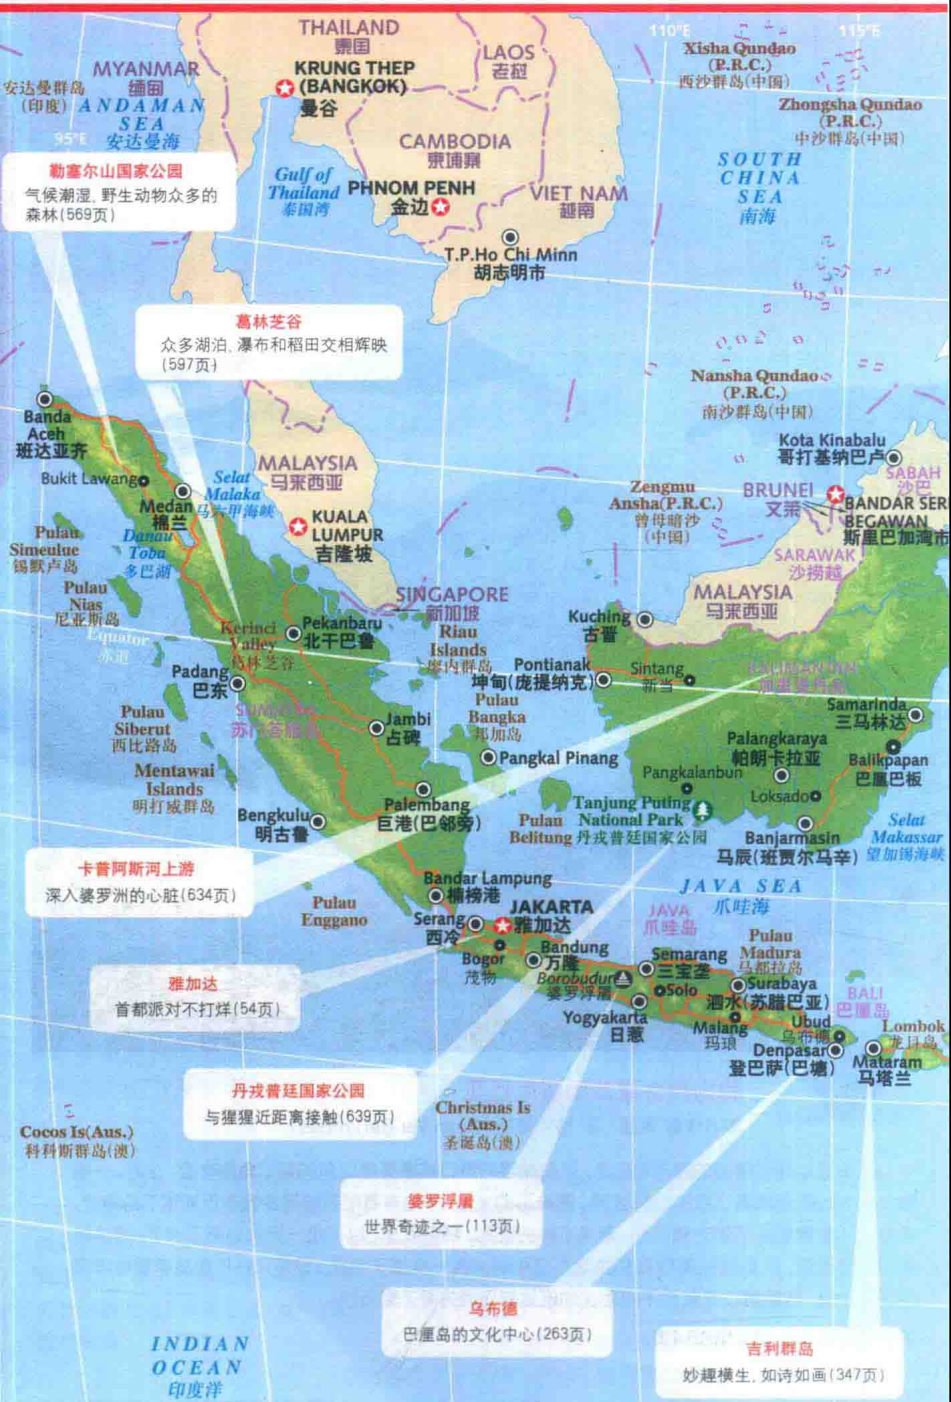 THAILAND
泰国
LAOS
老挝
110°E
115°E
Xisha Qundao
(P.R.C.)
西沙群岛(中国)
MYANMAR
缅甸
KRUNG THEP
(BANGKOK)
曼谷
安达曼群岛
(印度)
ANDAMAN
SEA
安达曼海
95°E
Zhongsha Qundao
(P.R.C.)
中沙群岛(中国)
CAMBODIA
柬埔寨
勒塞尔山国家公园
气候潮湿、野生动物众多的
森林(569页)
Gulf of
Thailand
泰国湾
PHNOM PENH
金边
VIET NAM
越南
SOUTH
CHINA
SEA
南海
T.P.Ho Chi Minn
胡志明市
葛林芝谷
众多湖泊、瀑布和稻田交相辉映
(597页)
Nansha Qundao
(P.R.C.)
南沙群岛(中国)
Banda
Aceh
班达亚齐
Bukit Lawang
Medan
棉兰
Selat
Malaka
马六甲海峡
MALAYSIA
马来西亚
KUALA
LUMPUR
吉隆坡
Kota Kinabalu
哥打基纳巴卢
SABAH
沙巴
Zengmu
Ansha(P.R.C.)
曾母暗沙
(中国)
BRUNEI
文莱
BANDAR SER
BEGAWAN
斯里巴加湾市
SARAWAK
沙捞越
MALAYSIA
马来西亚
Pulau
Simeulue
锡默卢岛
Danau
Toba
多巴湖
Pulau
Nias
尼亚斯岛
Equator
赤道
SINGAPORE
新加坡
Kuching
古晋
Kerinci
Valley
葛林芝谷
Pekanbaru
北干巴鲁
Riau
Islands
廖内群岛
Padang
巴东
Pontianak
坤甸(庞提纳克)
Sintang
新当
KALIMANTAN
加里曼丹岛
SUMATRA
苏门答腊岛
Pulau
Siberut
西比路岛
Jambi
占碑
Pulau
Bangka
邦加岛
Samarinda
三马林达
Pangkal Pinang
Palangkaraya
帕朗卡拉亚
Balikpapan
巴厘巴板
Mentawai
Islands
明打威群岛
Pangkalanbun
Loksado
Palembang
巨港(巴邻旁)
Bengkulu
明古鲁
Pulau
Belitung
Tanjung Puting
National Park
丹戎普廷国家公园
Banjarmasin
马辰(班贾尔马辛)
Selat
Makassar
望加锡海峡
卡普阿斯河上游
深入婆罗洲的心脏(634页)
Bandar Lampung
楠榜港
JAVA SEA
爪哇海
Pulau
Enggano
Serang
西冷
JAKARTA
雅加达
JAVA
爪哇岛
Bogor
茂物
Bandung
万隆
Semarang
三宝垄
Pulau
Madura
马都拉岛
Borobudur
婆罗浮屠
Solo
Surabaya
泗水(苏腊巴亚)
BALI
巴厘岛
雅加达
首都派对不打烊(54页)
Yogyakarta
日惹
Malang
玛琅
Ubud
乌布德
Lombok
龙目岛
Denpasar
登巴萨(巴塘)
Mataram
马塔兰
丹戎普廷国家公园
与猩猩近距离接触(639页)
Cocos Is(Aus.)
科科斯群岛(澳)
Christmas Is
(Aus.)
圣诞岛(澳)
婆罗浮屠
世界奇迹之一(113页)
乌布德
巴厘岛的文化中心(263页)
INDIAN
OCEAN
印度洋
吉利群岛
妙趣横生，如诗如画(347页)